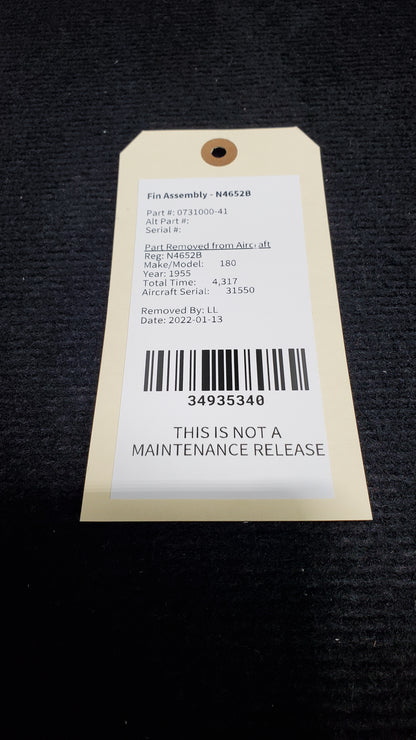 Fin Assembly - N4652B
Part #: 0731000-41
Alt Part #:
Serial #:
Part Removed from Aircraft
Reg: N4652B
Make/Model: 180
Year: 1955
Total Time: 4,317
Aircraft Serial: 31550
Removed By: LL
Date: 2022-01-13
34935340
THIS IS NOT A
MAINTENANCE RELEASE